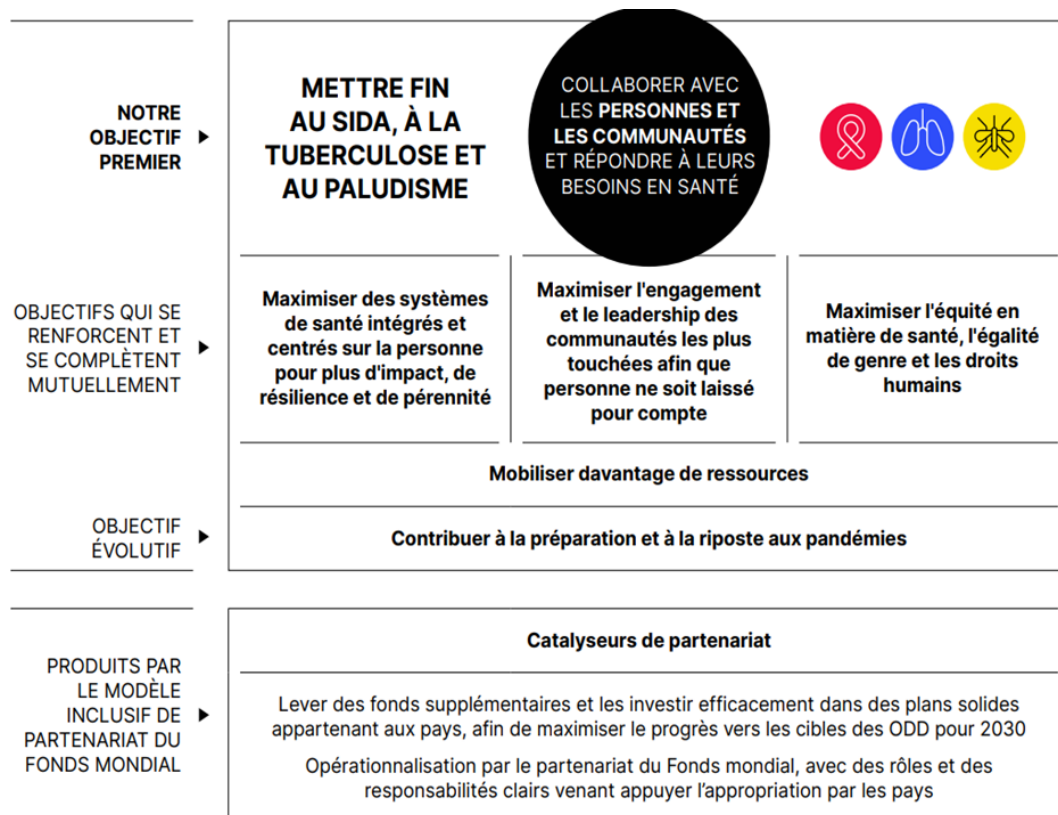 NOTRE
OBJECTIF
PREMIER
METTRE FIN
AU SIDA, À LA
TUBERCULOSE ET
AU PALUDISME
COLLABORER AVEC
LES PERSONNES ET
LES COMMUNAUTÉS
ET RÉPONDRE À LEURS
BESOINS EN SANTÉ
OBJECTIFS QUI SE
RENFORCENT ET
SE COMPLÈTENT
MUTUELLEMENT
Maximiser des systèmes
de santé intégrés et
centrés sur la personne
pour plus d'impact, de
résilience et de pérennité
Maximiser l'engagement
et le leadership des
communautés les plus
touchées afin que
personne ne soit laissé
pour compte
Maximiser l'équité en
matière de santé, l'égalité
de genre et les droits
humains
Mobiliser davantage de ressources
OBJECTIF
ÉVOLUTIF
Contribuer à la préparation et à la riposte aux pandémies
PRODUITS PAR
LE MODÈLE
INCLUSIF DE
PARTENARIAT DU
FONDS MONDIAL
Catalyseurs de partenariat
Lever des fonds supplémentaires et les investir efficacement dans des plans solides
appartenant aux pays, afin de maximiser le progrès vers les cibles des ODD pour 2030
Opérationnalisation par le partenariat du Fonds mondial, avec des rôles et des
responsabilités clairs venant appuyer l’appropriation par les pays